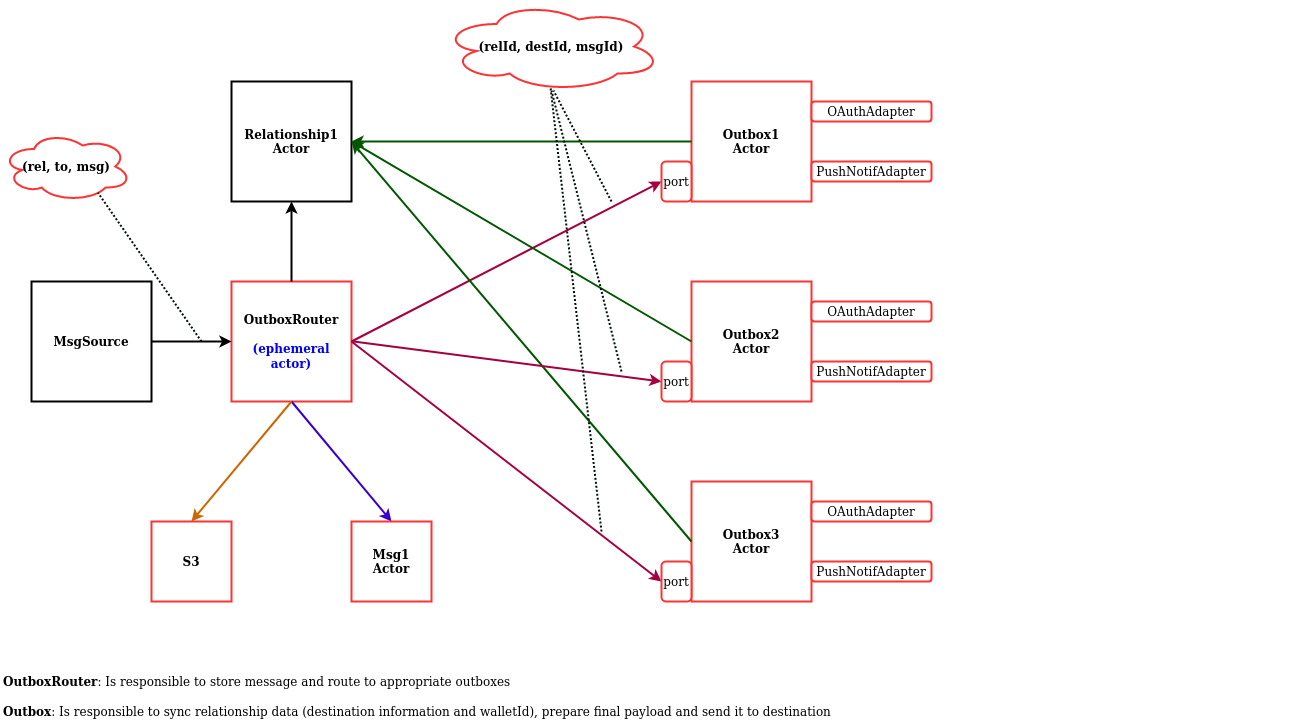 (relId, destId, msgId)
Relationship1
Actor
Outbox1
Actor
OAuthAdapter
PushNotifAdapter
port
(rel, to, msg)
MsgSource
OutboxRouter
(ephemeral
actor)
Outbox2
Actor
OAuthAdapter
PushNotifAdapter
port
S3
Msg1
Actor
Outbox3
Actor
OAuthAdapter
PushNotifAdapter
port
OutboxRouter: Is responsible to store message and route to appropriate outboxes
Outbox: Is responsible to sync relationship data (destination information and walletId), prepare final payload and send it to destination